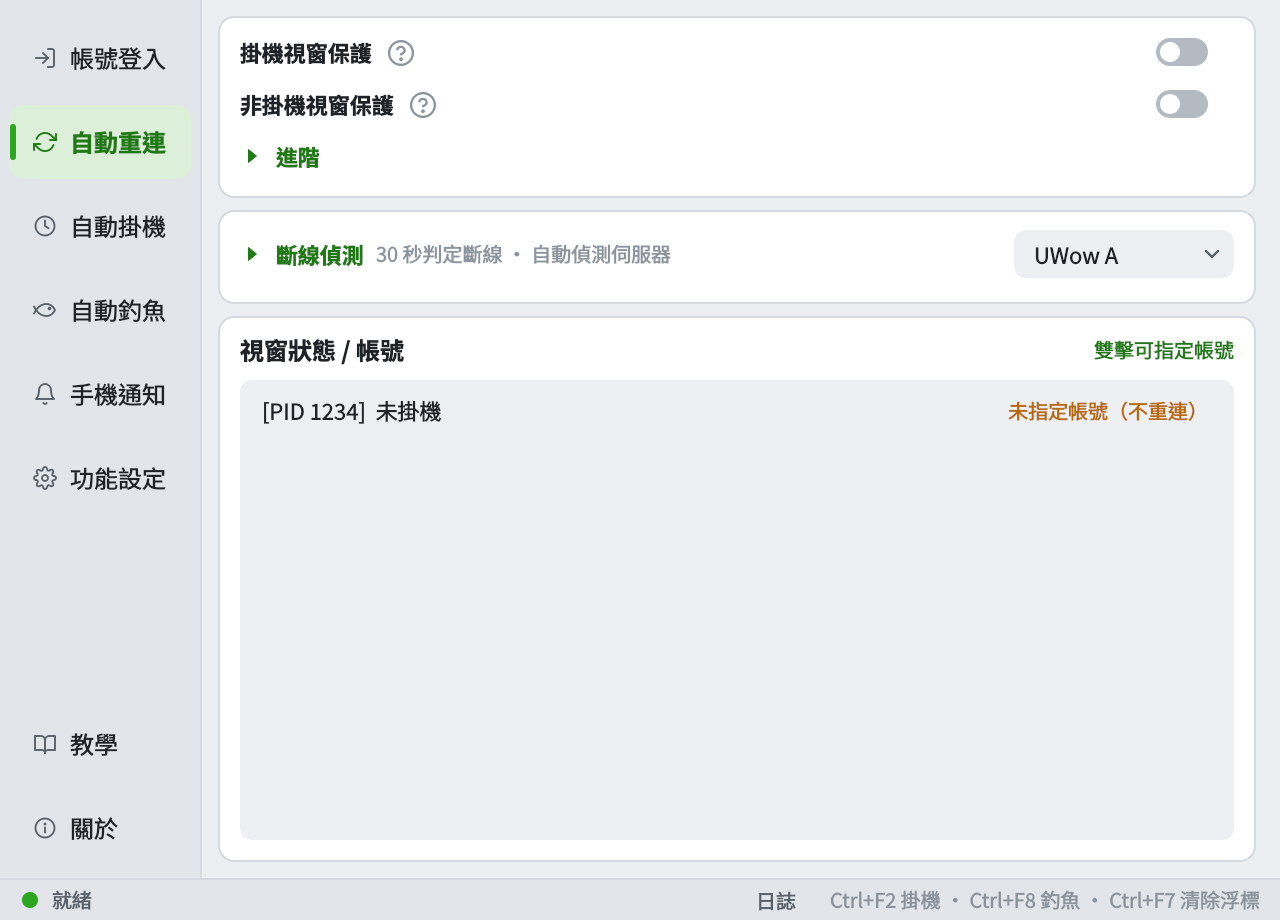 帳號登入
自動重連
自動掛機
自動釣魚
手機通知
功能設定
教學
關於
掛機視窗保護 ?
非掛機視窗保護 ?
進階
斷線偵測 30 秒判定斷線 · 自動偵測伺服器 UWow A
視窗狀態 / 帳號 雙擊可指定帳號
[PID 1234] 未掛機 未指定帳號（不重連）
就緒 日誌 Ctrl+F2 掛機 · Ctrl+F8 釣魚 · Ctrl+F7 清除浮標